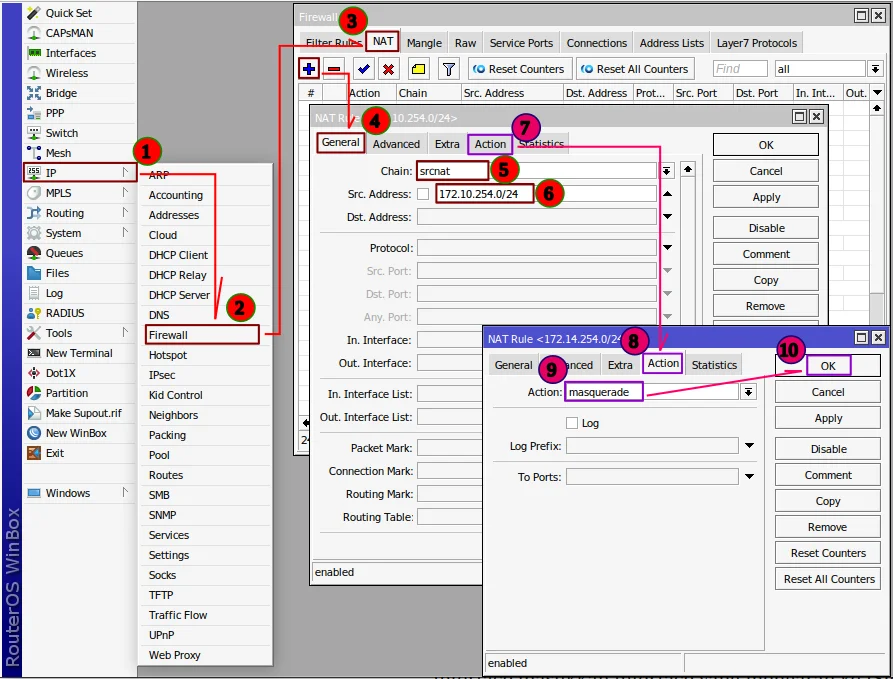 Quick Set
CAPsMAN
Interfaces
Wireless
Bridge
PPP
Switch
Mesh
IP
MPLS
Routing
System
Queues
Files
Log
RADIUS
Tools
New Terminal
Dot1X
Partition
Make Supout.rif
New WinBox
Exit
Windows
RouterOS WinBox
1
ARP
Accounting
Addresses
Cloud
DHCP Client
DHCP Relay
DHCP Server
DNS
2
Firewall
Hotspot
IPsec
Kid Control
Neighbors
Packing
Pool
Routes
SMB
SNMP
Services
Settings
Socks
TFTP
Traffic Flow
UPnP
Web Proxy
Firewall
3
Filter Rules NAT Mangle Raw Service Ports Connections Address Lists Layer7 Protocols
Reset Counters Reset All Counters Find all
# Action Chain Src. Address Dst. Address Prot... Src. Port Dst. Port In. Int... Out.
NAT Rule 10.254.0/24>
4
7
General Advanced Extra Action Statistics
Chain: srcnat 5
Src. Address: 172.10.254.0/24 6
Dst. Address:
Protocol:
Src. Port:
Dst. Port:
Any. Port:
In. Interface:
Out. Interface:
In. Interface List:
Out. Interface List:
Packet Mark:
Connection Mark:
Routing Mark:
Routing Table:
enabled
OK
Cancel
Apply
Disable
Comment
Copy
Remove
24
NAT Rule <172.14.254.0/24
8
General Extra Action Statistics
9
Action: masquerade
Log
Log Prefix:
To Ports:
10
OK
Cancel
Apply
Disable
Comment
Copy
Remove
Reset Counters
Reset All Counters
enabled